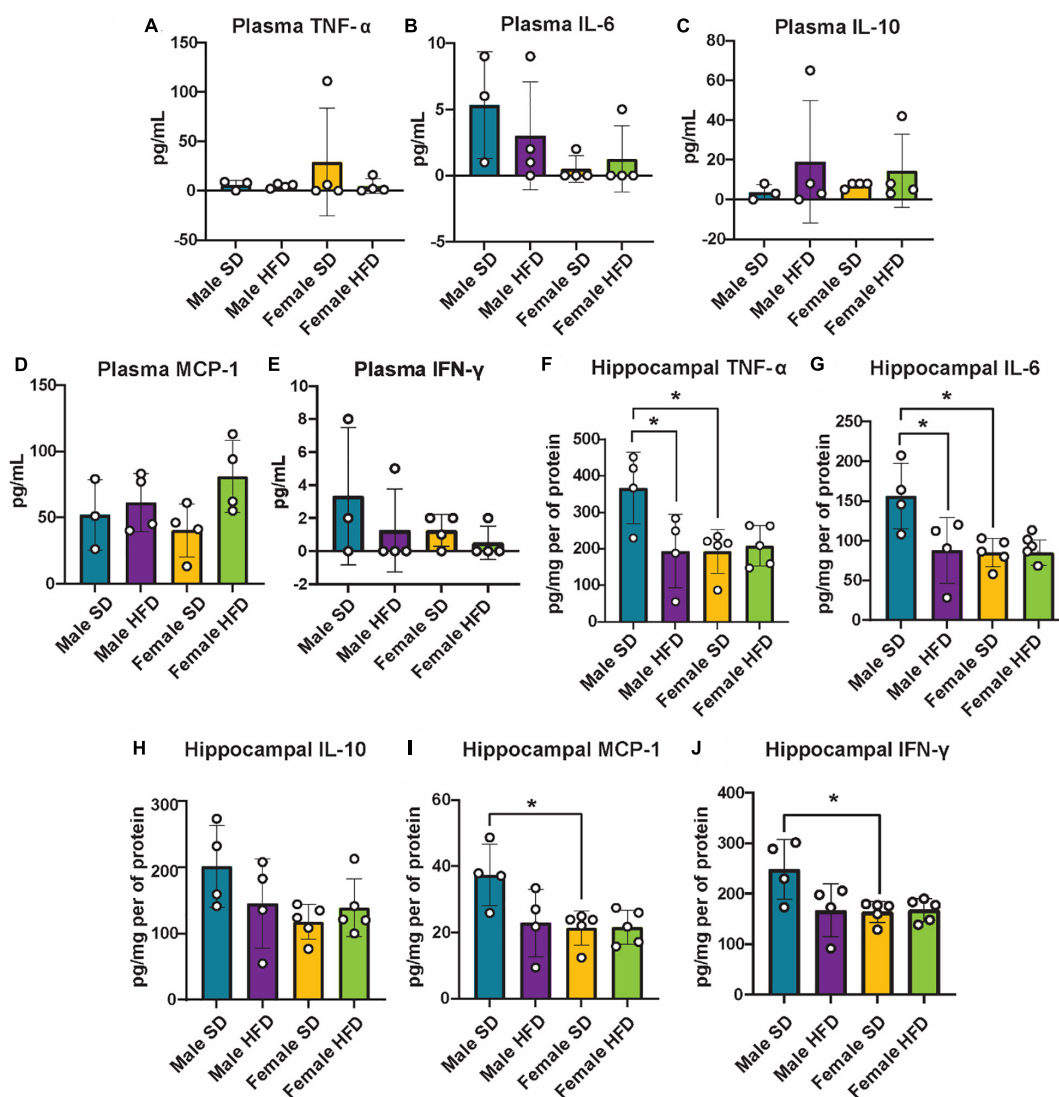 A Plasma TNF- α
pg/mL
150
100
50
0
-50
Male SD
Male HFD
Female SD
Female HFD
B Plasma IL-6
pg/mL
10
5
0
-5
Male SD
Male HFD
Female SD
Female HFD
C Plasma IL-10
pg/mL
80
60
40
20
0
-20
Male SD
Male HFD
Female SD
Female HFD
D Plasma MCP-1
pg/mL
150
100
50
0
Male SD
Male HFD
Female SD
Female HFD
E Plasma IFN-γ
pg/mL
8
6
4
2
0
-2
Male SD
Male HFD
Female SD
Female HFD
F Hippocampal TNF- α
pg/mg per of protein
400
300
200
100
0
*
*
Male SD
Male HFD
Female SD
Female HFD
G Hippocampal IL-6
pg/mg per of protein
250
200
150
100
50
0
*
*
Male SD
Male HFD
Female SD
Female HFD
H Hippocampal IL-10
pg/mg per of protein
300
200
100
0
Male SD
Male HFD
Female SD
Female HFD
I Hippocampal MCP-1
pg/mg per of protein
60
40
20
0
*
Male SD
Male HFD
Female SD
Female HFD
J Hippocampal IFN-γ
pg/mg per of protein
400
300
200
100
0
*
Male SD
Male HFD
Female SD
Female HFD